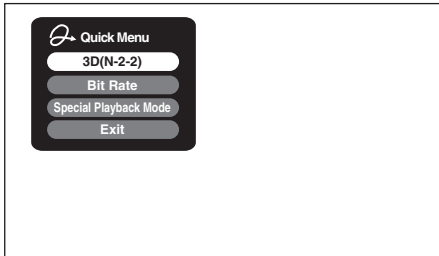 Quick Menu
3D(N-2-2)
Bit Rate
Special Playback Mode
Exit